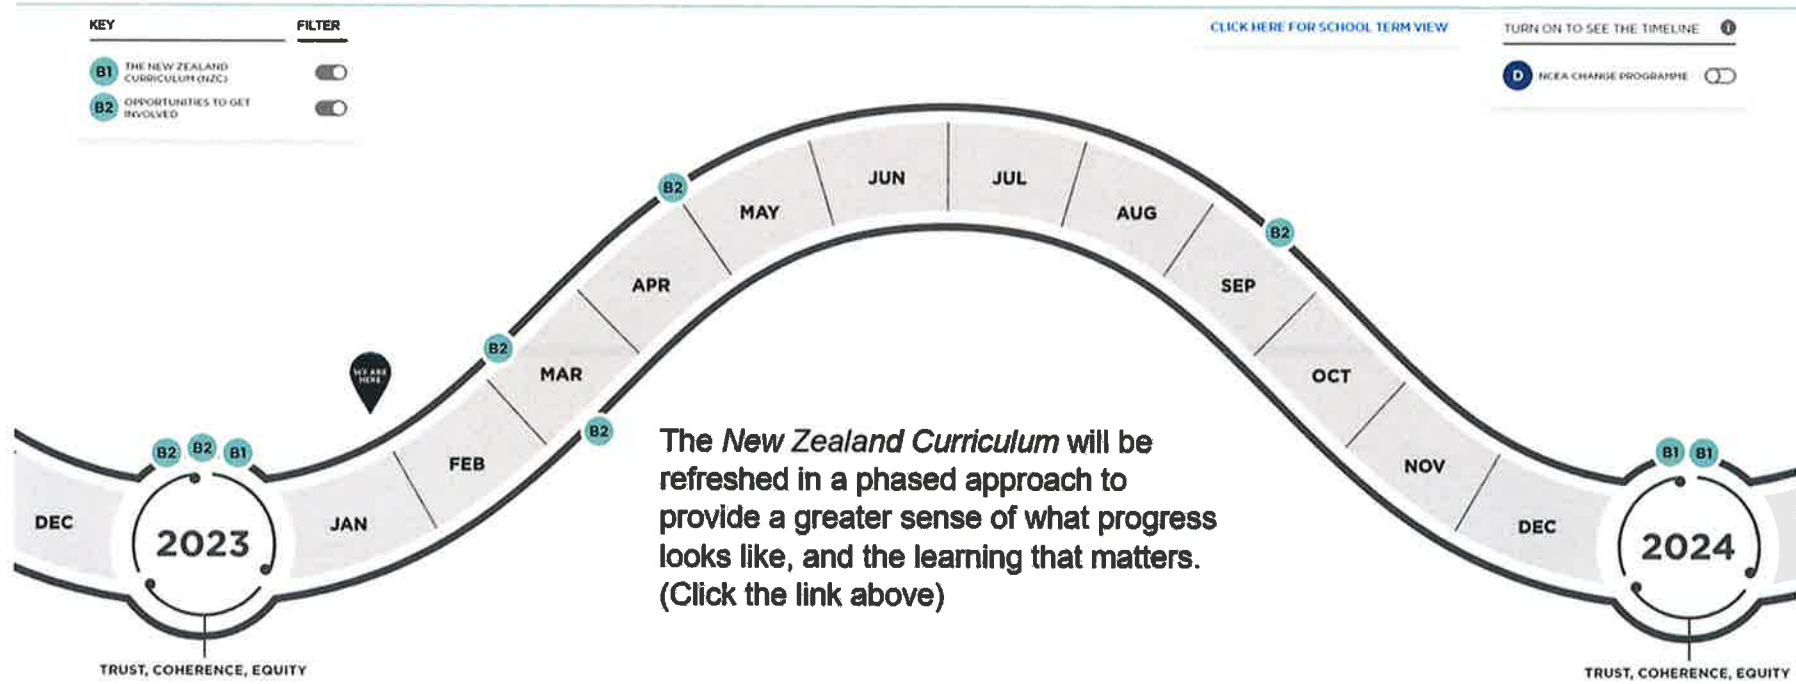 KEY
FILTER
B1 THE NEW ZEALAND
CURRICULUM (NZC)
B2 OPPORTUNITIES TO GET
INVOLVED
CLICK HERE FOR SCHOOL TERM VIEW
TURN ON TO SEE THE TIMELINE i
D NCEA CHANGE PROGRAMME
DEC
B2 B2 B1
2023
TRUST, COHERENCE, EQUITY
WE ARE
HERE
JAN
FEB
B2
MAR
B2
APR
B2
MAY
JUN
JUL
AUG
B2
SEP
OCT
NOV
DEC
B1 B1
2024
TRUST, COHERENCE, EQUITY
The New Zealand Curriculum will be
refreshed in a phased approach to
provide a greater sense of what progress
looks like, and the learning that matters.
(Click the link above)